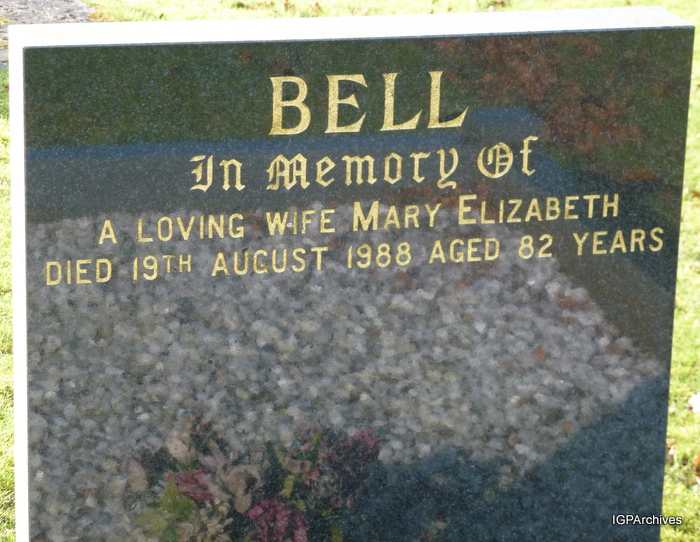 BELL
In Memory Of
A LOVING WIFE MARY ELIZABETH
DIED 19TH AUGUST 1988 AGED 82 YEARS
IGPArchives